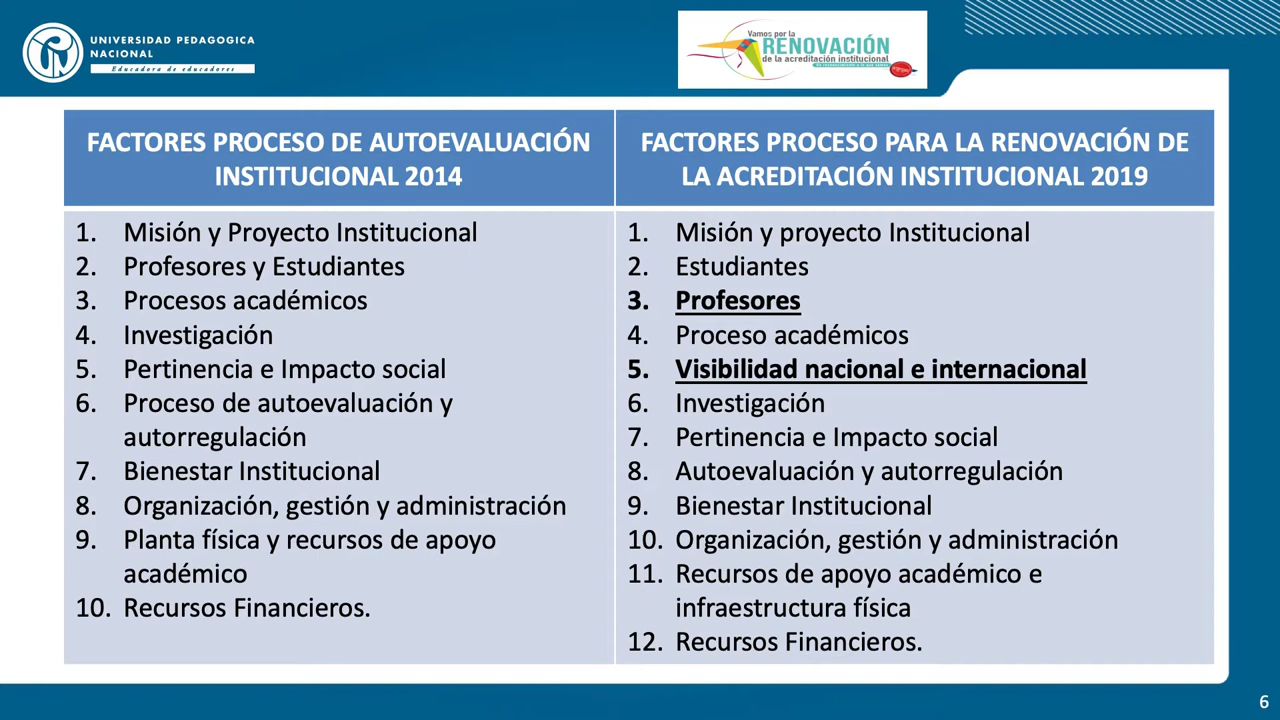 UNIVERSIDAD PEDAGOGICA
NACIONAL
Educadora de educadores
Vamos por la
RENOVACIÓN
de la acreditación institucional
FACTORES PROCESO DE AUTOEVALUACIÓN
INSTITUCIONAL 2014
1. Misión y Proyecto Institucional
2. Profesores y Estudiantes
3. Procesos académicos
4. Investigación
5. Pertinencia e Impacto social
6. Proceso de autoevaluación y
autorregulación
7. Bienestar Institucional
8. Organización, gestión y administración
9. Planta física y recursos de apoyo
académico
10. Recursos Financieros.
FACTORES PROCESO PARA LA RENOVACIÓN DE
LA ACREDITACIÓN INSTITUCIONAL 2019
1. Misión y proyecto Institucional
2. Estudiantes
3. Profesores
4. Proceso académicos
5. Visibilidad nacional e internacional
6. Investigación
7. Pertinencia e Impacto social
8. Autoevaluación y autorregulación
9. Bienestar Institucional
10. Organización, gestión y administración
11. Recursos de apoyo académico e
infraestructura física
12. Recursos Financieros.
6